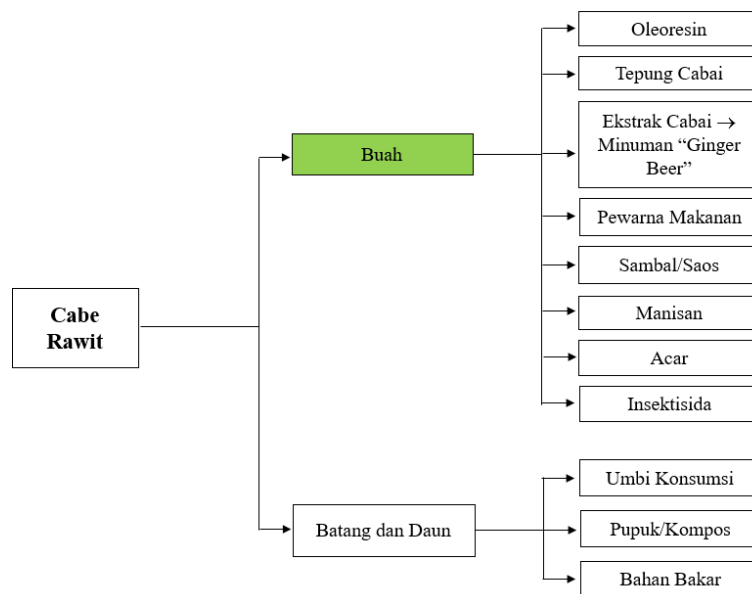 Cabe
Rawit
Buah
Oleoresin
Tepung Cabai
Ekstrak Cabai →
Minuman “Ginger
Beer”
Pewarna Makanan
Sambal/Saos
Manisan
Acar
Insektisida
Batang dan Daun
Umbi Konsumsi
Pupuk/Kompos
Bahan Bakar